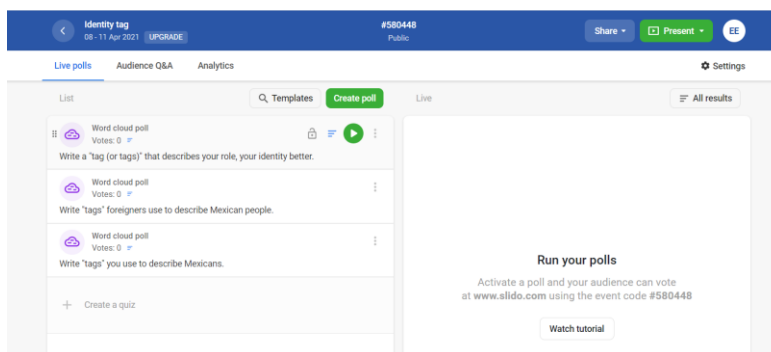 Identity tag
08 - 11 Apr 2021 UPGRADE
#580448
Public
Share
Present
EE
Live polls
Audience Q&A
Analytics
Settings
List
Templates
Create poll
Live
All results
Word cloud poll
Votes: 0
Write a "tag (or tags)" that describes your role, your identity better.
Word cloud poll
Votes: 0
Write "tags" foreigners use to describe Mexican people.
Word cloud poll
Votes: 0
Write "tags" you use to describe Mexicans.
Create a quiz
Run your polls
Activate a poll and your audience can vote
at www.slido.com using the event code #580448
Watch tutorial